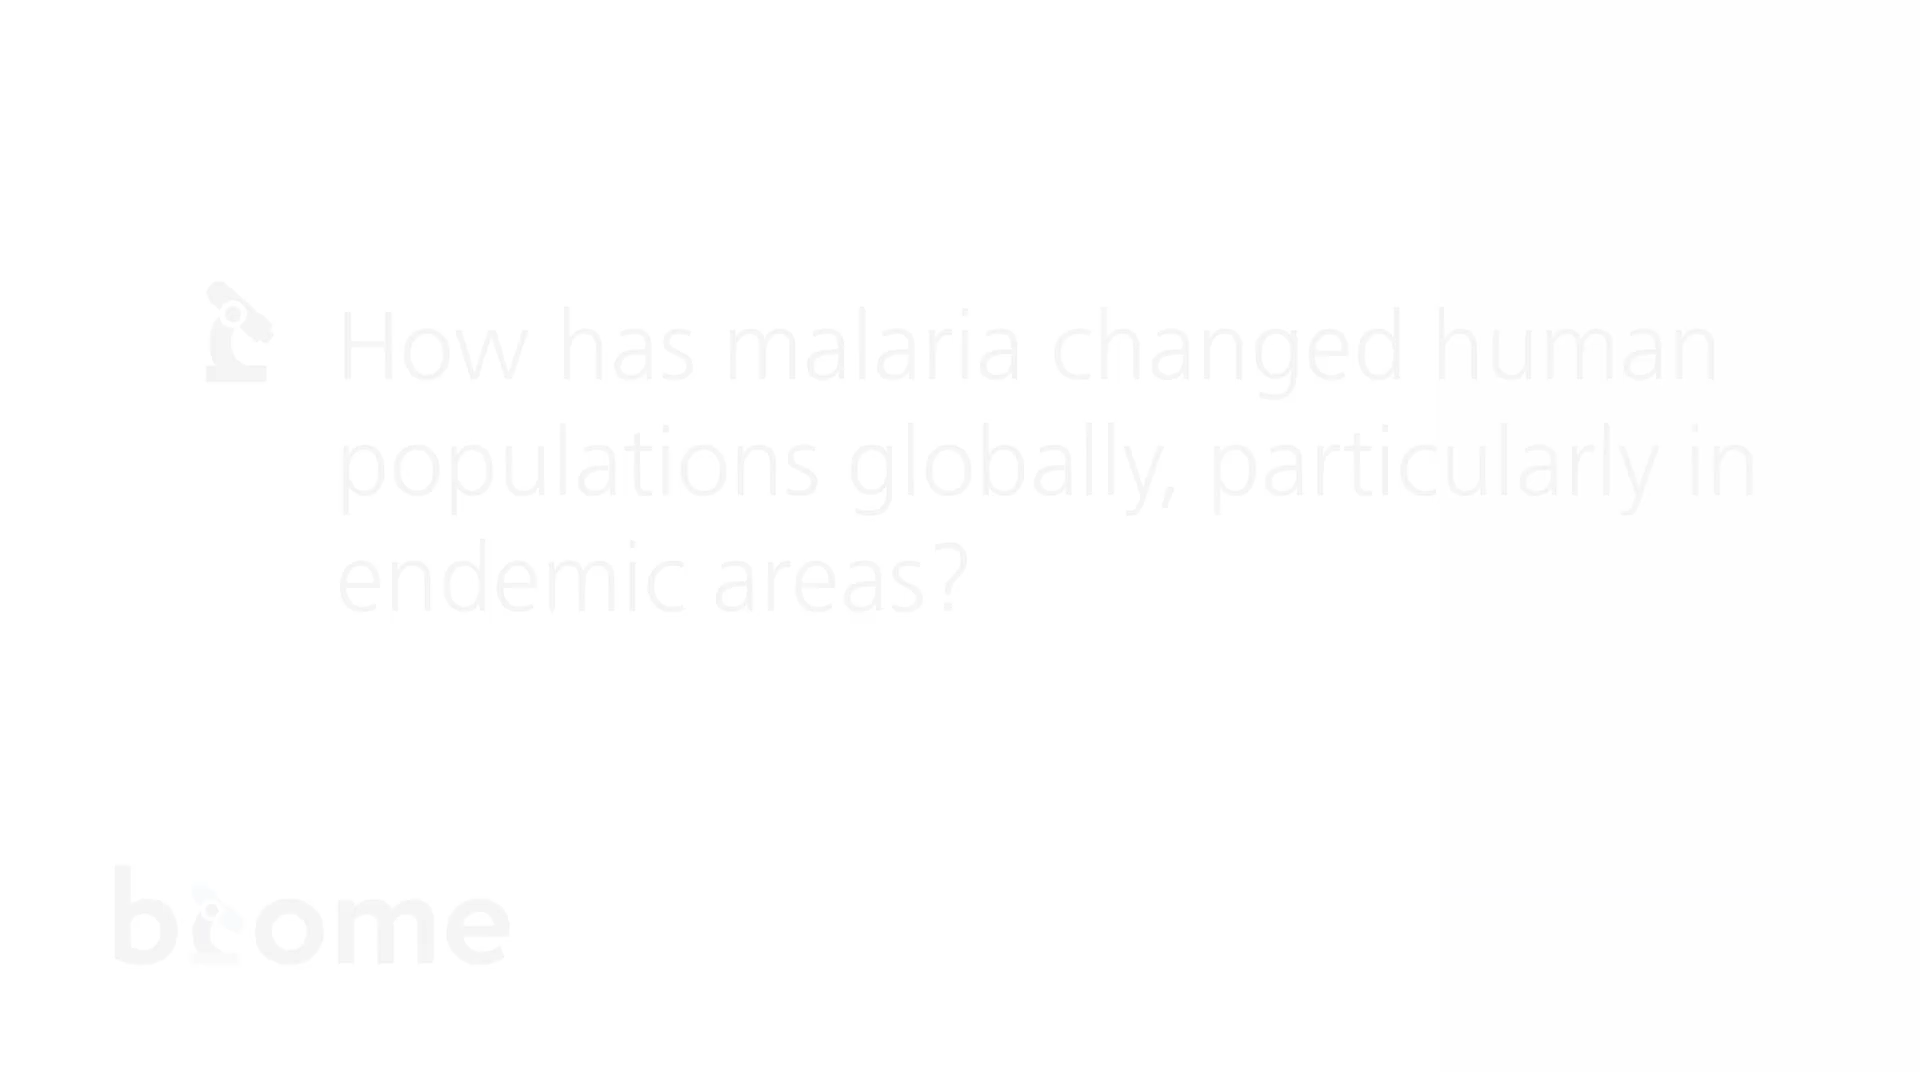 How has malaria changed human
populations globally, particularly in
endemic areas?
biome